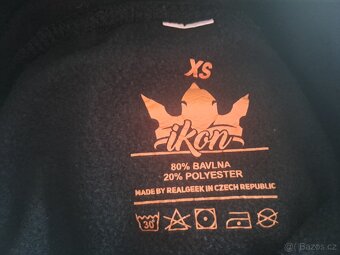 XS
ikon
80% BAVLNA
20% POLYESTER
MADE BY REALGEEK IN CZECH REPUBLIC
30°
Bazos.cz